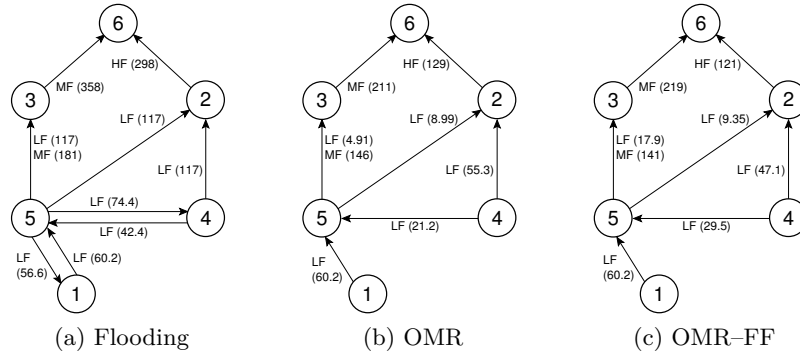 6
MF (358)
HF (298)
3
2
LF (117)
LF (117)
MF (181)
LF (117)
LF (74.4)
5
4
LF (42.4)
LF
(56.6)
LF
(60.2)
1
(a) Flooding
6
MF (211)
HF (129)
3
2
LF (8.99)
LF (4.91)
MF (146)
LF (55.3)
5
4
LF (21.2)
LF
(60.2)
1
(b) OMR
6
MF (219)
HF (121)
3
2
LF (9.35)
LF (17.9)
MF (141)
LF (47.1)
5
4
LF (29.5)
LF
(60.2)
1
(c) OMR–FF